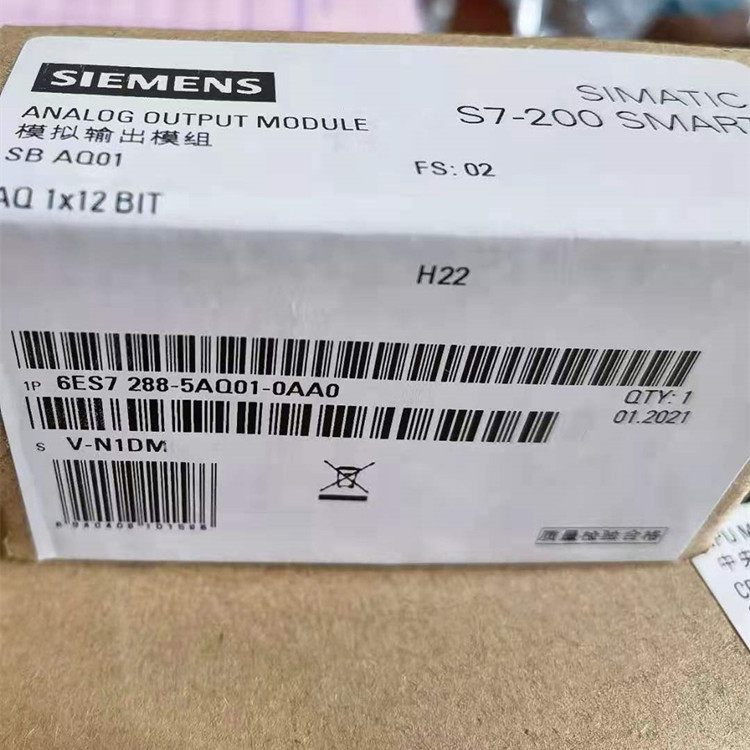 SIEMENS
SIMATIC
S7-200 SMART
ANALOG OUTPUT MODULE
模拟输出模组
SB AQ01
FS: 02
AQ 1x12 BIT
H22
1P 6ES7 288-5AQ01-0AA0
QTY: 1
01.2021
S V-N1DM
质量检验合格